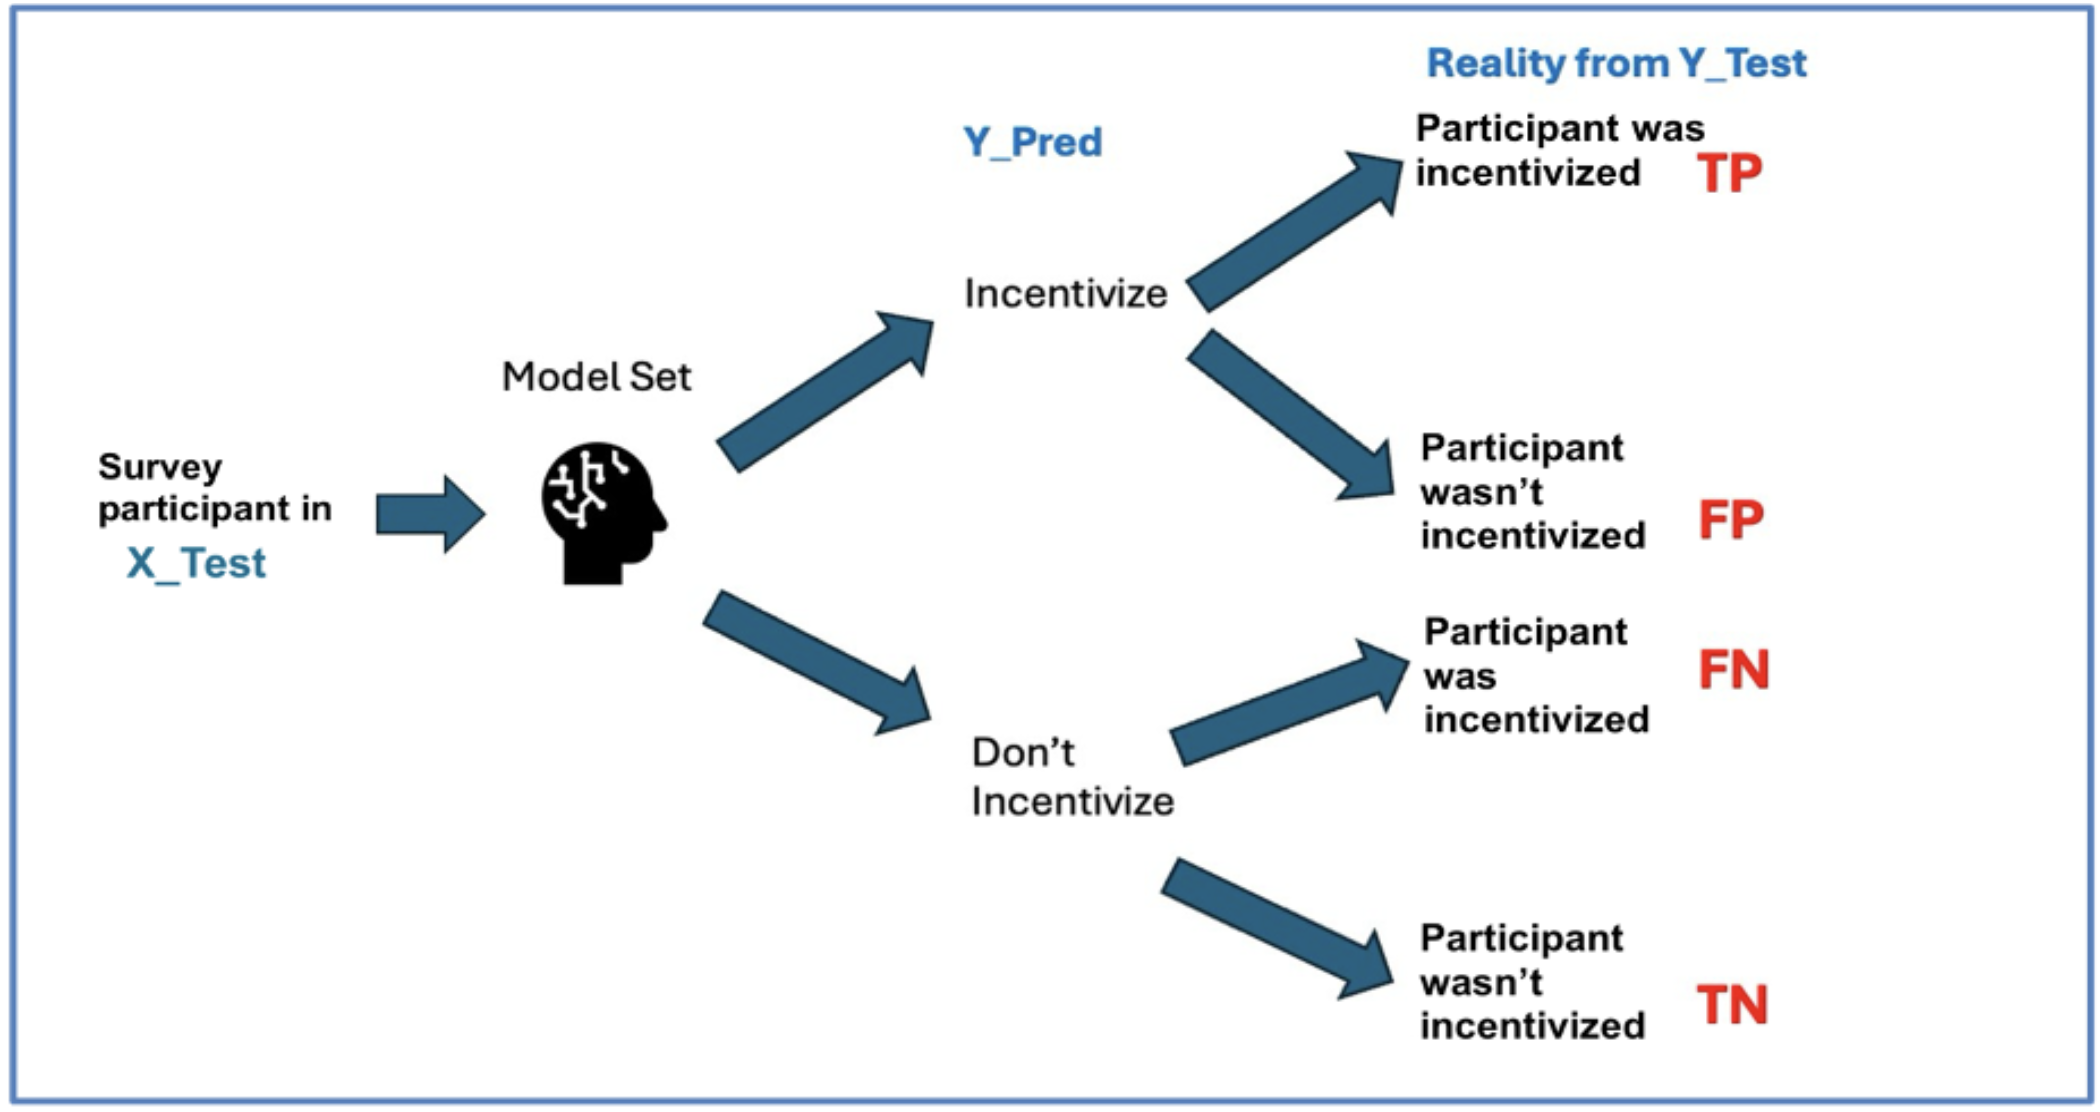 Survey
participant in
X_Test
Model Set
Y_Pred
Incentivize
Don’t
Incentivize
Reality from Y_Test
Participant was
incentivized TP
Participant
wasn’t
incentivized FP
Participant
was
incentivized FN
Participant
wasn’t
incentivized TN